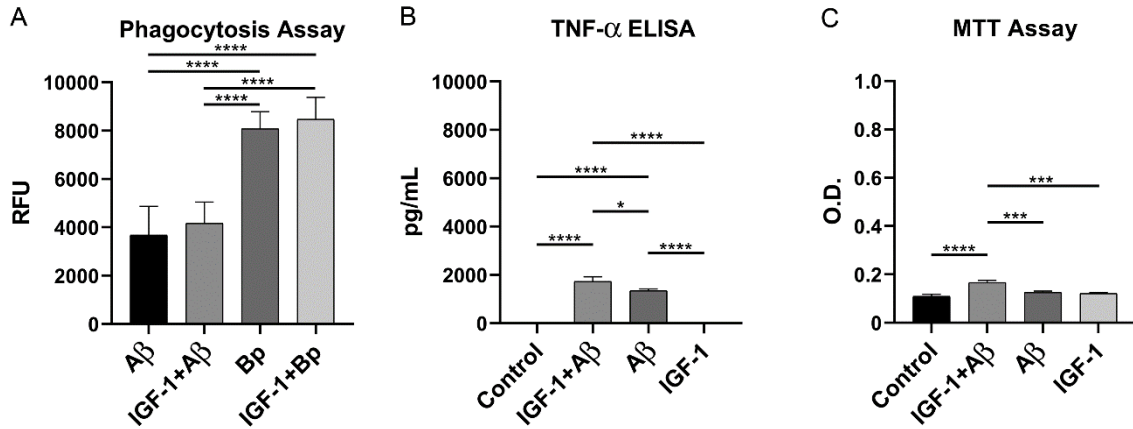 A
Phagocytosis Assay
****
****
****
****
10000
8000
6000
4000
2000
0
RFU
Aβ
IGF-1+Aβ
Bp
IGF-1+Bp
B
TNF-α ELISA
10000
8000
6000
4000
2000
0
pg/mL
****
****
*
****
****
Control
IGF-1+Aβ
Aβ
IGF-1
C
MTT Assay
1.0
0.8
0.6
0.4
0.2
0
O.D.
***
***
****
Control
IGF-1+Aβ
Aβ
IGF-1